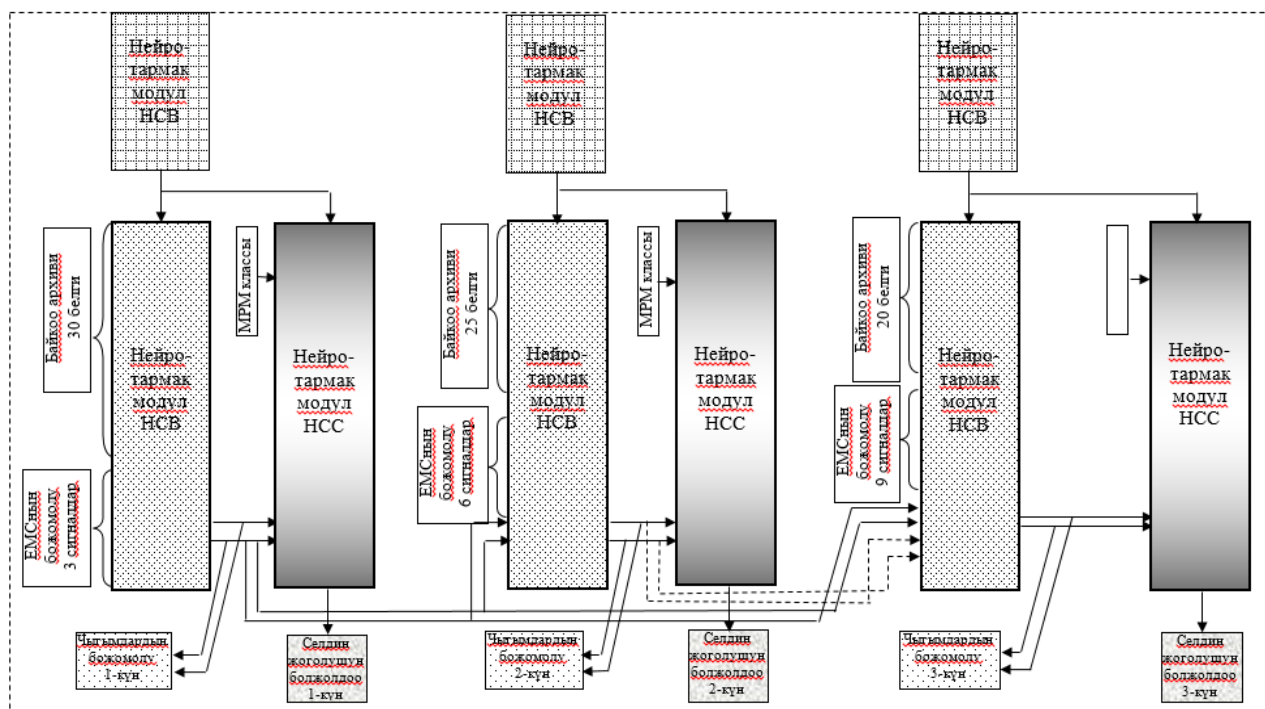 Нейро-
тармак
модул
НСВ
Нейро-
тармак
модул
НСВ
Нейро-
тармак
модул
НСВ
Байкоо архиви
30 белги
ЕМСнын
божомолу
3 сигналдар
Нейро-
тармак
модул
НСВ
МРМ классы
Нейро-
тармак
модул
НСС
Байкоо архиви
25 белги
ЕМСнын
божомолу
6 сигналдар
Нейро-
тармак
модул
НСВ
МРМ классы
Нейро-
тармак
модул
НСС
Байкоо архиви
20 белги
ЕМСнын
божомолу
9 сигналдар
Нейро-
тармак
модул
НСВ
Нейро-
тармак
модул
НСС
Чыгымдардын
божомолу
1-күн
Селдин
жоголушун
болжолдоо
1-күн
Чыгымдардын
божомолу
2-күн
Селдин
жоголушун
болжолдоо
2-күн
Чыгымдардын
божомолу
3-күн
Селдин
жоголушун
болжолдоо
3-күн